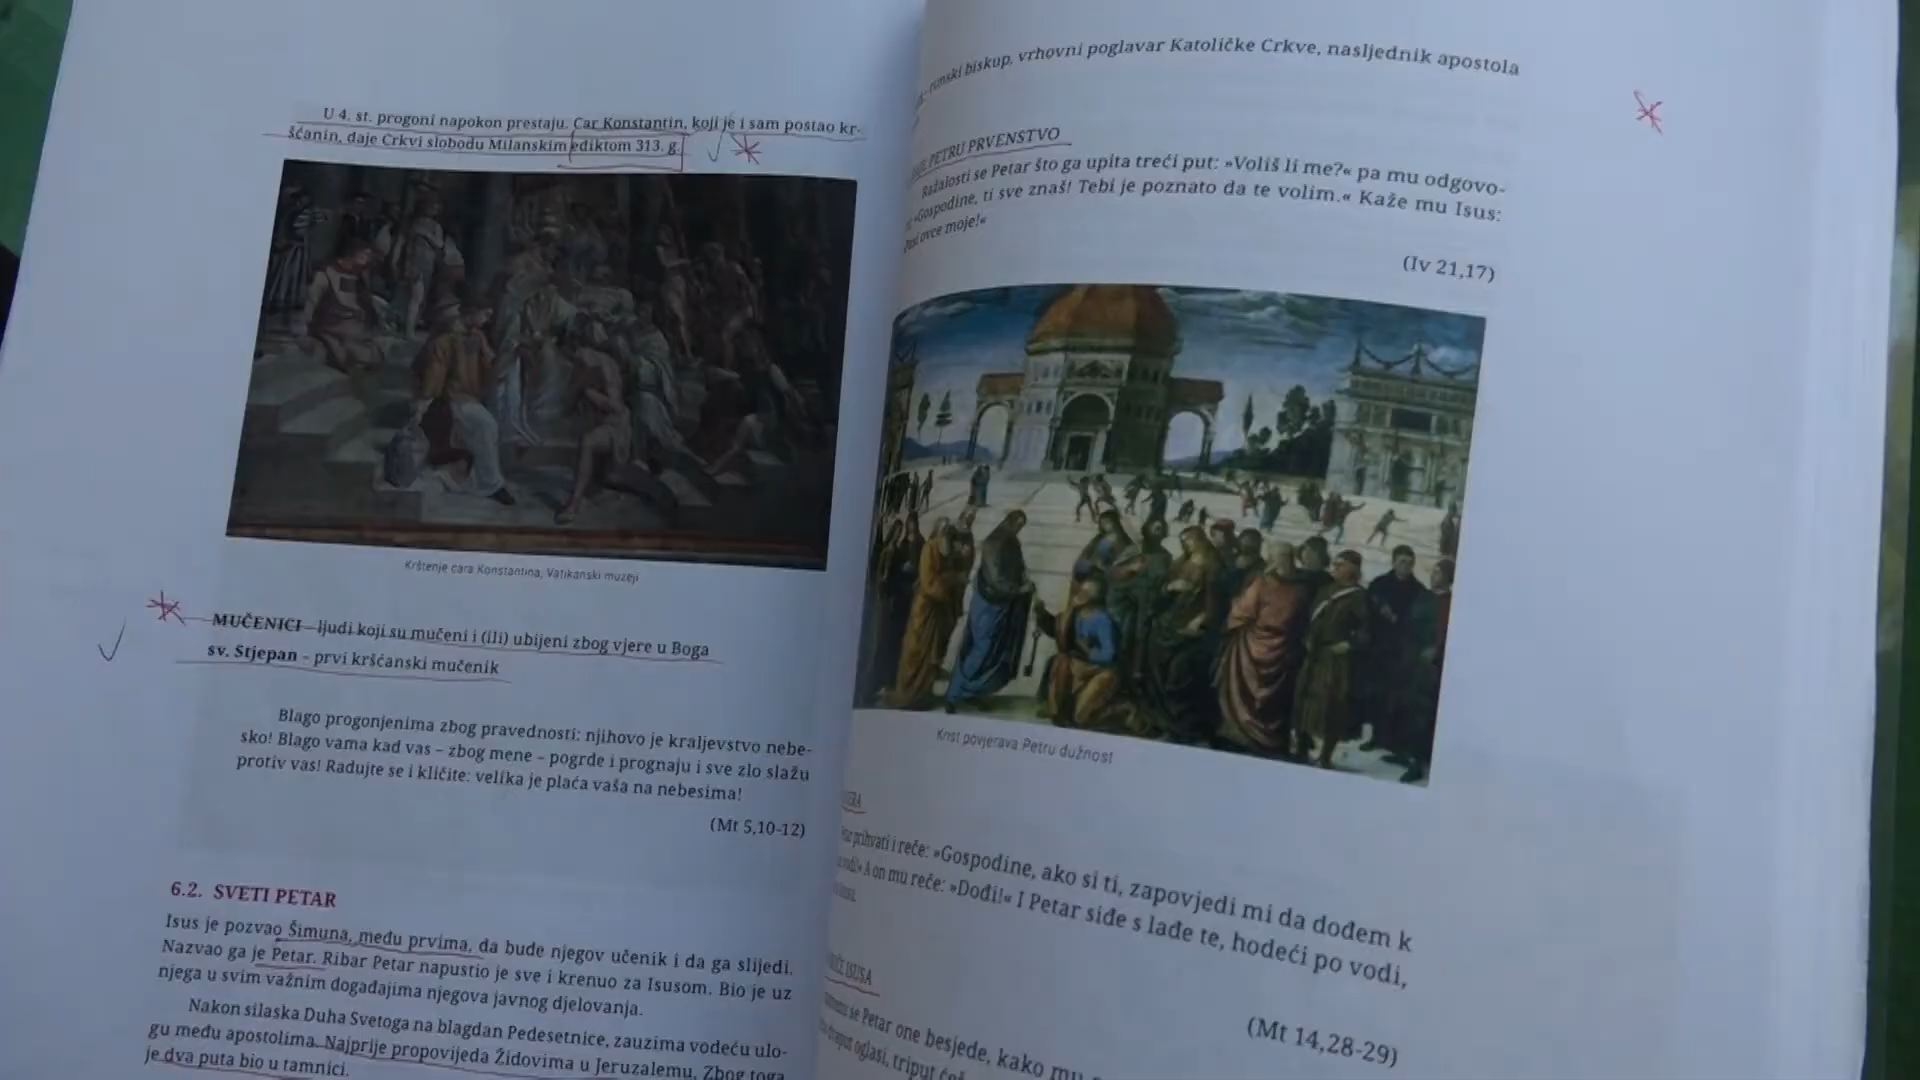 U 4. st. progoni napokon prestaju. Car Konstantin, koji je i sam postao kr-
šćanin, daje Crkvi slobodu Milanskim ediktom 313. g.
Krštenje cara Konstantina, Vatikanski muzeji
MUČENICI – ljudi koji su mučeni i (ili) ubijeni zbog vjere u Boga
sv. Stjepan – prvi kršćanski mučenik
Blago progonjenima zbog pravednosti: njihovo je kraljevstvo nebe-
sko! Blago vama kad vas – zbog mene – pogrde i prognaju i sve zlo slažu
protiv vas! Radujte se i kličite: velika je plaća vaša na nebesima!
(Mt 5,10-12)
6.2. SVETI PETAR
Isus je pozvao Šimuna, među prvima, da bude njegov učenik i da ga slijedi.
Nazvao ga je Petar. Ribar Petar napustio je sve i krenuo za Isusom. Bio je uz
njega u svim važnim događajima njegova javnog djelovanja.
Nakon silaska Duha Svetoga na blagdan Pedesetnice, zauzima vodeću ulo-
gu među apostolima. Najprije propovijeda Židovima u Jeruzalemu. Zbog toga
je dva puta bio u tamnici.
rimski biskup, vrhovni poglavar Katoličke Crkve, nasljednik apostola
PETRU PRVENSTVO
Ražalosti se Petar što ga upita treći put: »Voliš li me?« pa mu odgovo-
»Gospodine, ti sve znaš! Tebi je poznato da te volim.« Kaže mu Isus:
ovce moje!«
(Iv 21,17)
Krist povjerava Petru dužnost
prihvati i reče: »Gospodine, ako si ti, zapovjedi mi da dođem k
A on mu reče: »Dođi!« I Petar siđe s lađe te, hodeći po vodi,
(Mt 14,28-29)
ISUSA
se Petar one besjede, kako mu
oglasi, triput ćeš